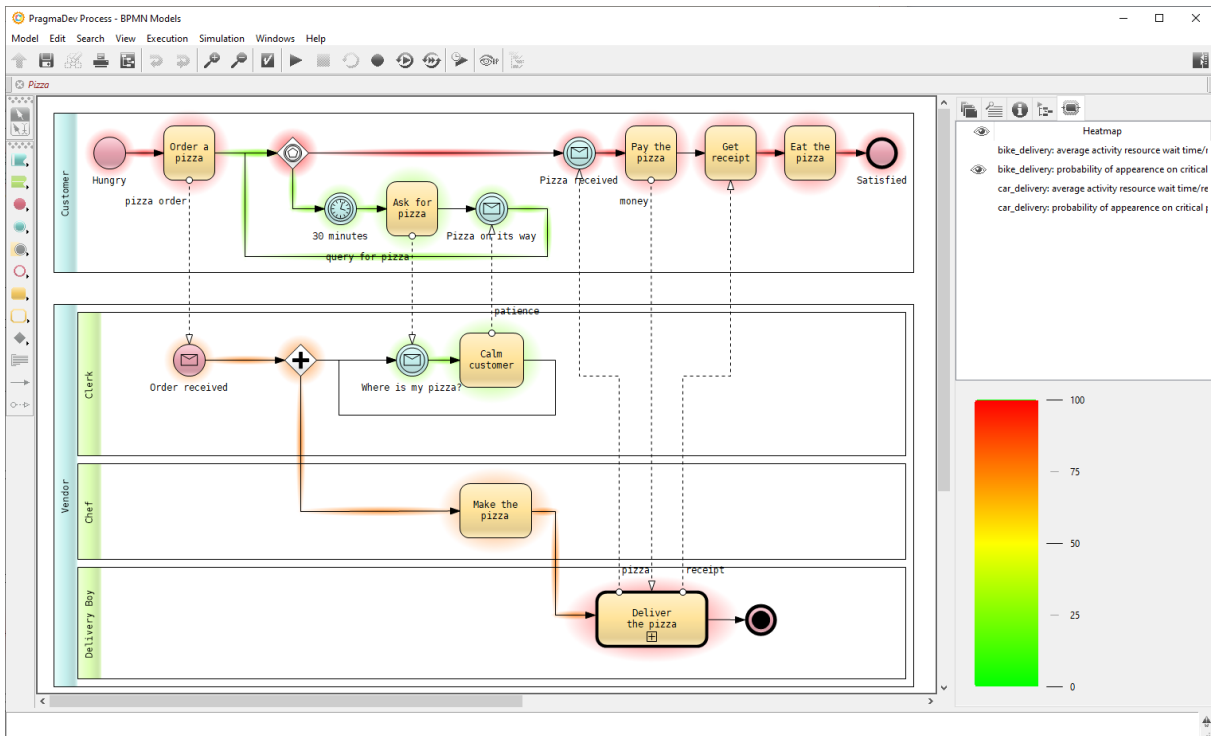 PragmaDev Process - BPMN Models
Model Edit Search View Execution Simulation Windows Help
Pizza
Customer
Hungry
Order a
pizza
pizza order
30 minutes
Ask for
pizza
query for pizza
Pizza on its way
Pizza received
Pay the
pizza
money
Get
receipt
Eat the
pizza
Satisfied
patience
Vendor
Clerk
Order received
Where is my pizza?
Calm
customer
Chef
Make the
pizza
Delivery Boy
pizza
receipt
Deliver
the pizza
Heatmap
bike_delivery: average activity resource wait time/r
bike_delivery: probability of appearence on critical
car_delivery: average activity resource wait time/re
car_delivery: probability of appearence on critical p
100
75
50
25
0